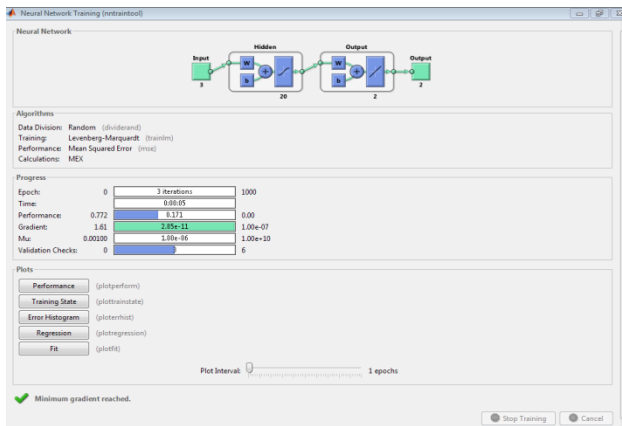 Neural Network Training (nntraintool)
Neural Network
Hidden Output
Input Output
W W
b b
3 2
20 2
Algorithms
Data Division: Random (dividerand)
Training: Levenberg-Marquardt (trainlm)
Performance: Mean Squared Error (mse)
Calculations: MEX
Progress
Epoch: 0 3 iterations 1000
Time: 0:00:05
Performance: 0.772 0.171 0.00
Gradient: 1.61 2.85e-11 1.00e-07
Mu: 0.00100 1.00e-06 1.00e+10
Validation Checks: 0 6
Plots
Performance (plotperform)
Training State (plottrainstate)
Error Histogram (ploterrhist)
Regression (plotregression)
Fit (plotfit)
Plot Interval: 1 epochs
Minimum gradient reached.
Stop Training Cancel